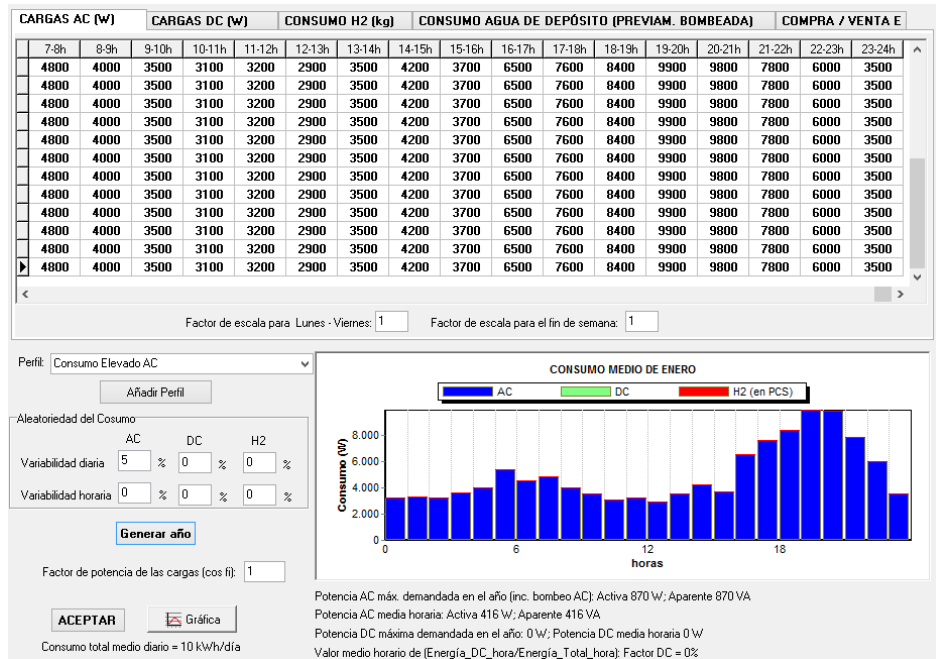 CARGAS AC (W) CARGAS DC (W) CONSUMO H2 (kg) CONSUMO AGUA DE DEPÓSITO (PREVIAM. BOMBEADA) COMPRA / VENTA E
7-8h 8-9h 9-10h 10-11h 11-12h 12-13h 13-14h 14-15h 15-16h 16-17h 17-18h 18-19h 19-20h 20-21h 21-22h 22-23h 23-24h
4800 4000 3500 3100 3200 2900 3500 4200 3700 6500 7600 8400 9900 9800 7800 6000 3500
4800 4000 3500 3100 3200 2900 3500 4200 3700 6500 7600 8400 9900 9800 7800 6000 3500
4800 4000 3500 3100 3200 2900 3500 4200 3700 6500 7600 8400 9900 9800 7800 6000 3500
4800 4000 3500 3100 3200 2900 3500 4200 3700 6500 7600 8400 9900 9800 7800 6000 3500
4800 4000 3500 3100 3200 2900 3500 4200 3700 6500 7600 8400 9900 9800 7800 6000 3500
4800 4000 3500 3100 3200 2900 3500 4200 3700 6500 7600 8400 9900 9800 7800 6000 3500
4800 4000 3500 3100 3200 2900 3500 4200 3700 6500 7600 8400 9900 9800 7800 6000 3500
4800 4000 3500 3100 3200 2900 3500 4200 3700 6500 7600 8400 9900 9800 7800 6000 3500
4800 4000 3500 3100 3200 2900 3500 4200 3700 6500 7600 8400 9900 9800 7800 6000 3500
4800 4000 3500 3100 3200 2900 3500 4200 3700 6500 7600 8400 9900 9800 7800 6000 3500
4800 4000 3500 3100 3200 2900 3500 4200 3700 6500 7600 8400 9900 9800 7800 6000 3500
4800 4000 3500 3100 3200 2900 3500 4200 3700 6500 7600 8400 9900 9800 7800 6000 3500
Factor de escala para Lunes - Viernes: 1 Factor de escala para el fin de semana: 1
Perfil: Consumo Elevado AC
Añadir Perfil
Aleatoriedad del Cosumo
AC DC H2
Variabilidad diaria 5 % 0 % 0 %
Variabilidad horaria 0 % 0 % 0 %
Generar año
Factor de potencia de las cargas (cos fi): 1
ACEPTAR Gráfica
Consumo total medio diario = 10 kWh/día
CONSUMO MEDIO DE ENERO
AC DC H2 (en PCS)
Consumo (W)
8.000
6.000
4.000
2.000
0
0 6 12 18
horas
Potencia AC máx. demandada en el año (inc. bombeo AC): Activa 870 W; Aparente 870 VA
Potencia AC media horaria: Activa 416 W; Aparente 416 VA
Potencia DC máxima demandada en el año: 0 W; Potencia DC media horaria 0 W
Valor medio horario de (Energía_DC_hora/Energía_Total_hora): Factor DC = 0%